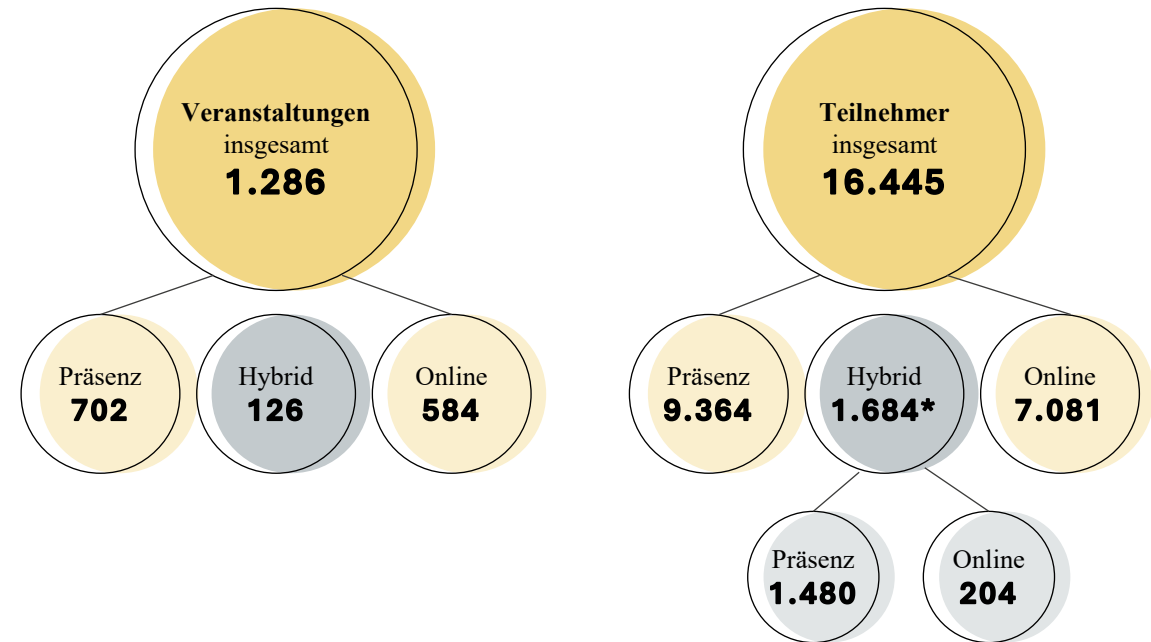 Veranstaltungen
insgesamt
1.286
Präsenz
702
Hybrid
126
Online
584
Teilnehmer
insgesamt
16.445
Präsenz
9.364
Hybrid
1.684*
Online
7.081
Präsenz
1.480
Online
204